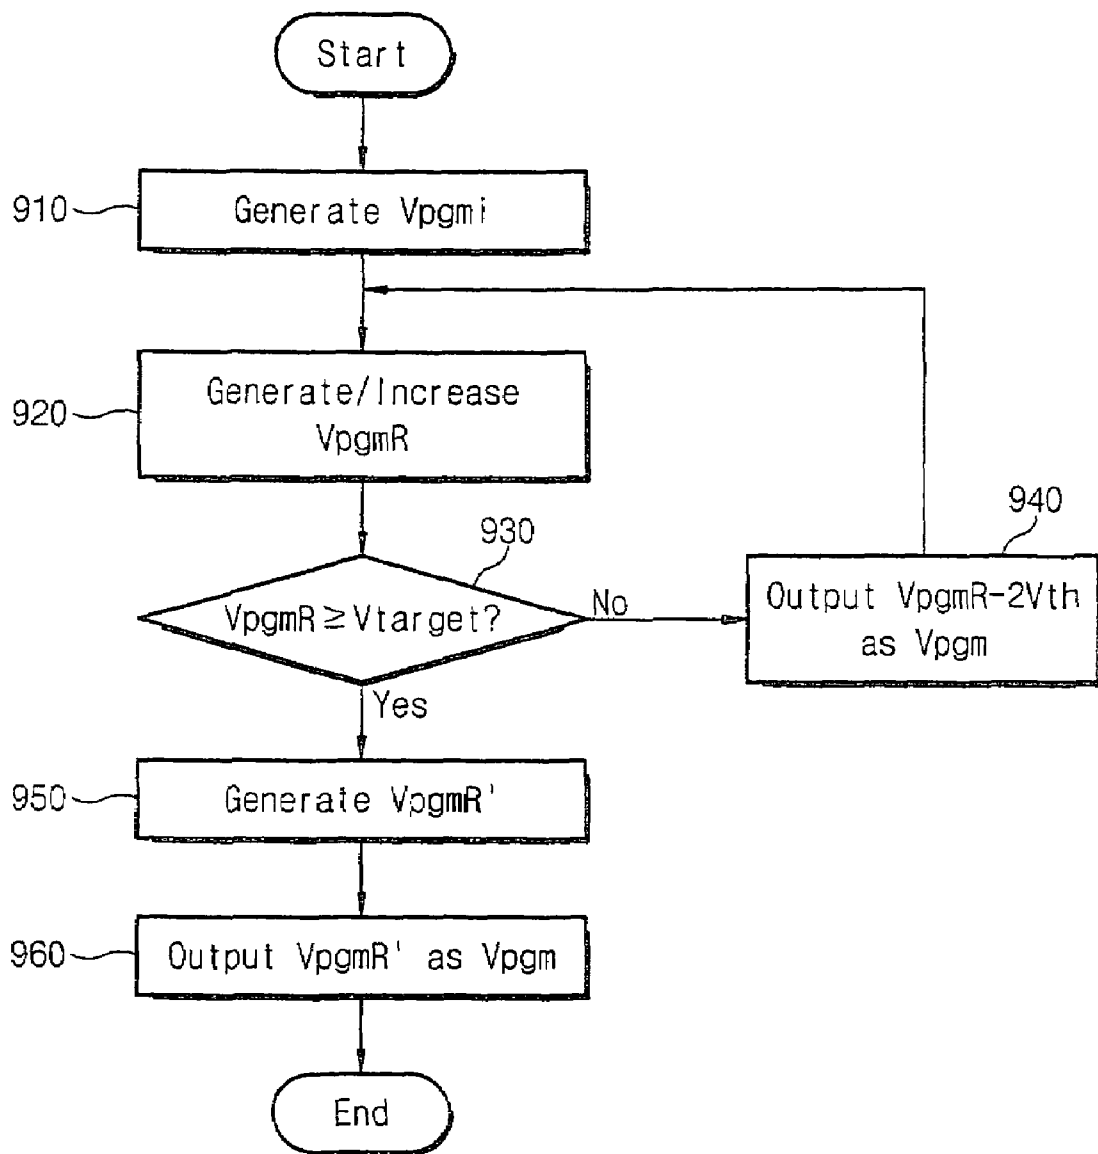 Start
910
Generate Vpgmi
920
Generate/Increase
VpgmR
930
VpgmR ≥ Vtarget?
No
940
Output VpgmR-2Vth
as Vpgm
Yes
950
Generate VpgmR'
960
Output VpgmR' as Vpgm
End